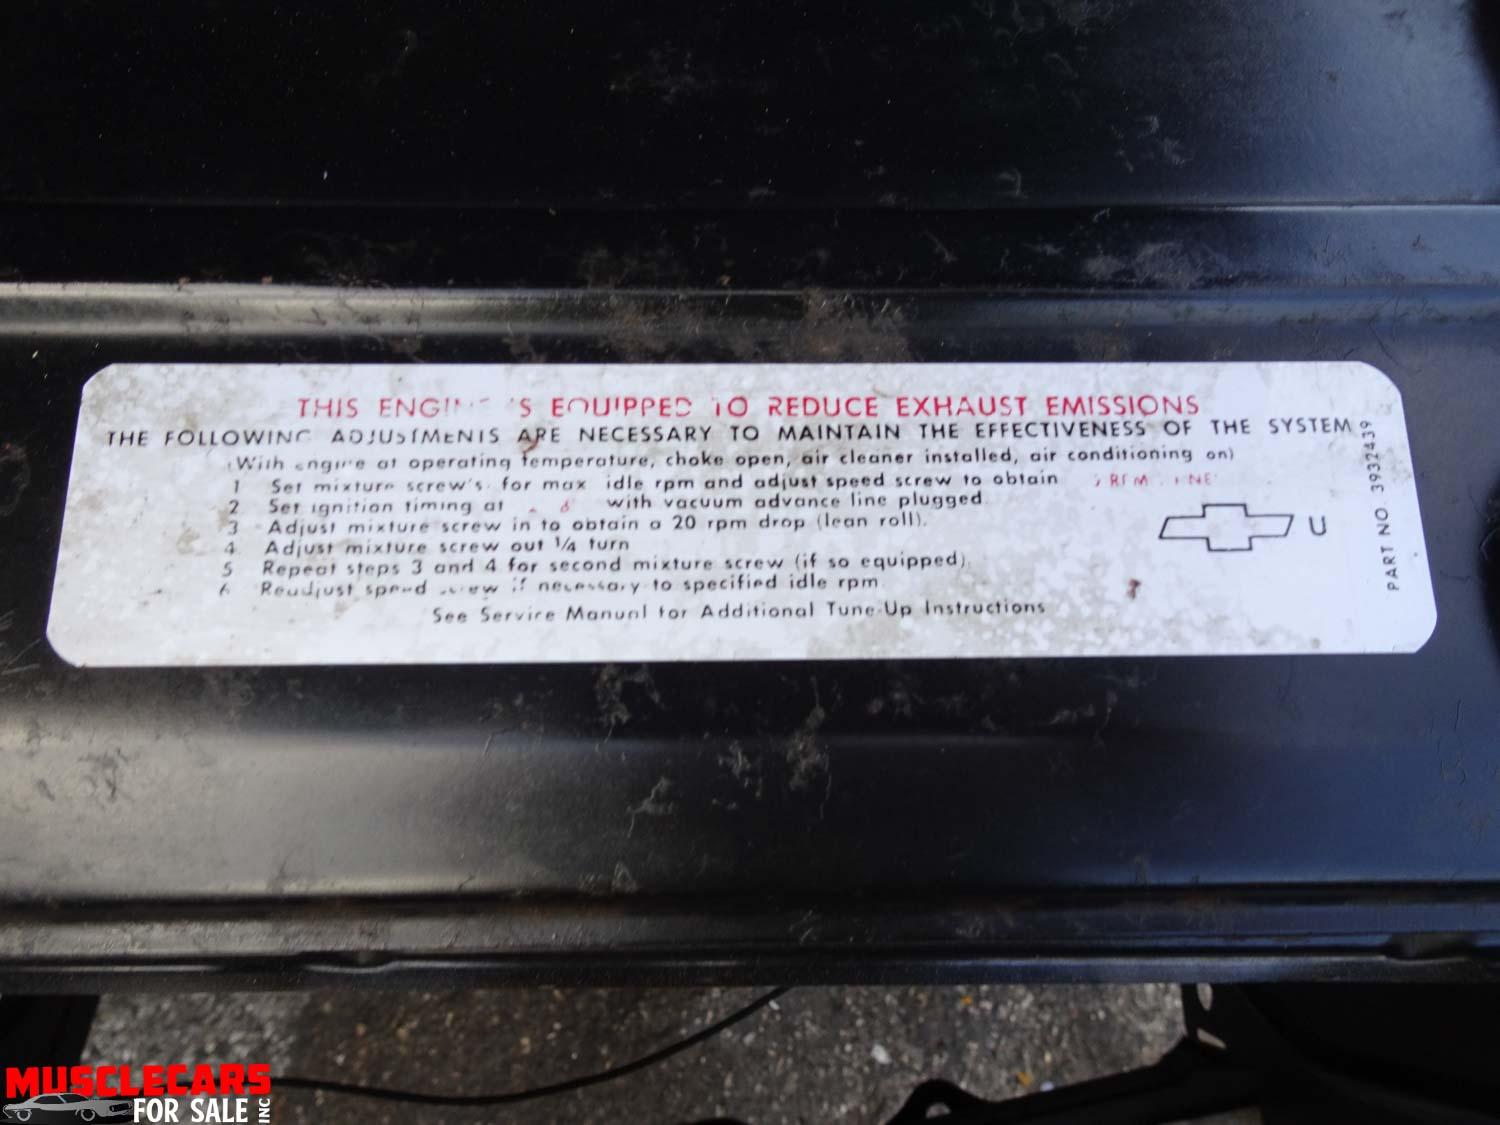 THIS ENGINE IS EQUIPPED TO REDUCE EXHAUST EMISSIONS
THE FOLLOWING ADJUSTMENTS ARE NECESSARY TO MAINTAIN THE EFFECTIVENESS OF THE SYSTEM
(With engine at operating temperature, choke open, air cleaner installed, air conditioning on)
1 Set mixture screw's for max idle rpm and adjust speed screw to obtain
2 Set ignition timing at with vacuum advance line plugged
3 Adjust mixture screw in to obtain a 20 rpm drop (lean roll).
4 Adjust mixture screw out 1/4 turn
5 Repeat steps 3 and 4 for second mixture screw (if so equipped).
6 Readjust speed screw if necessary to specified idle rpm
See Service Manual for Additional Tune-Up Instructions
U
PART NO. 3932439
MUSCLECARS
FOR SALE INC